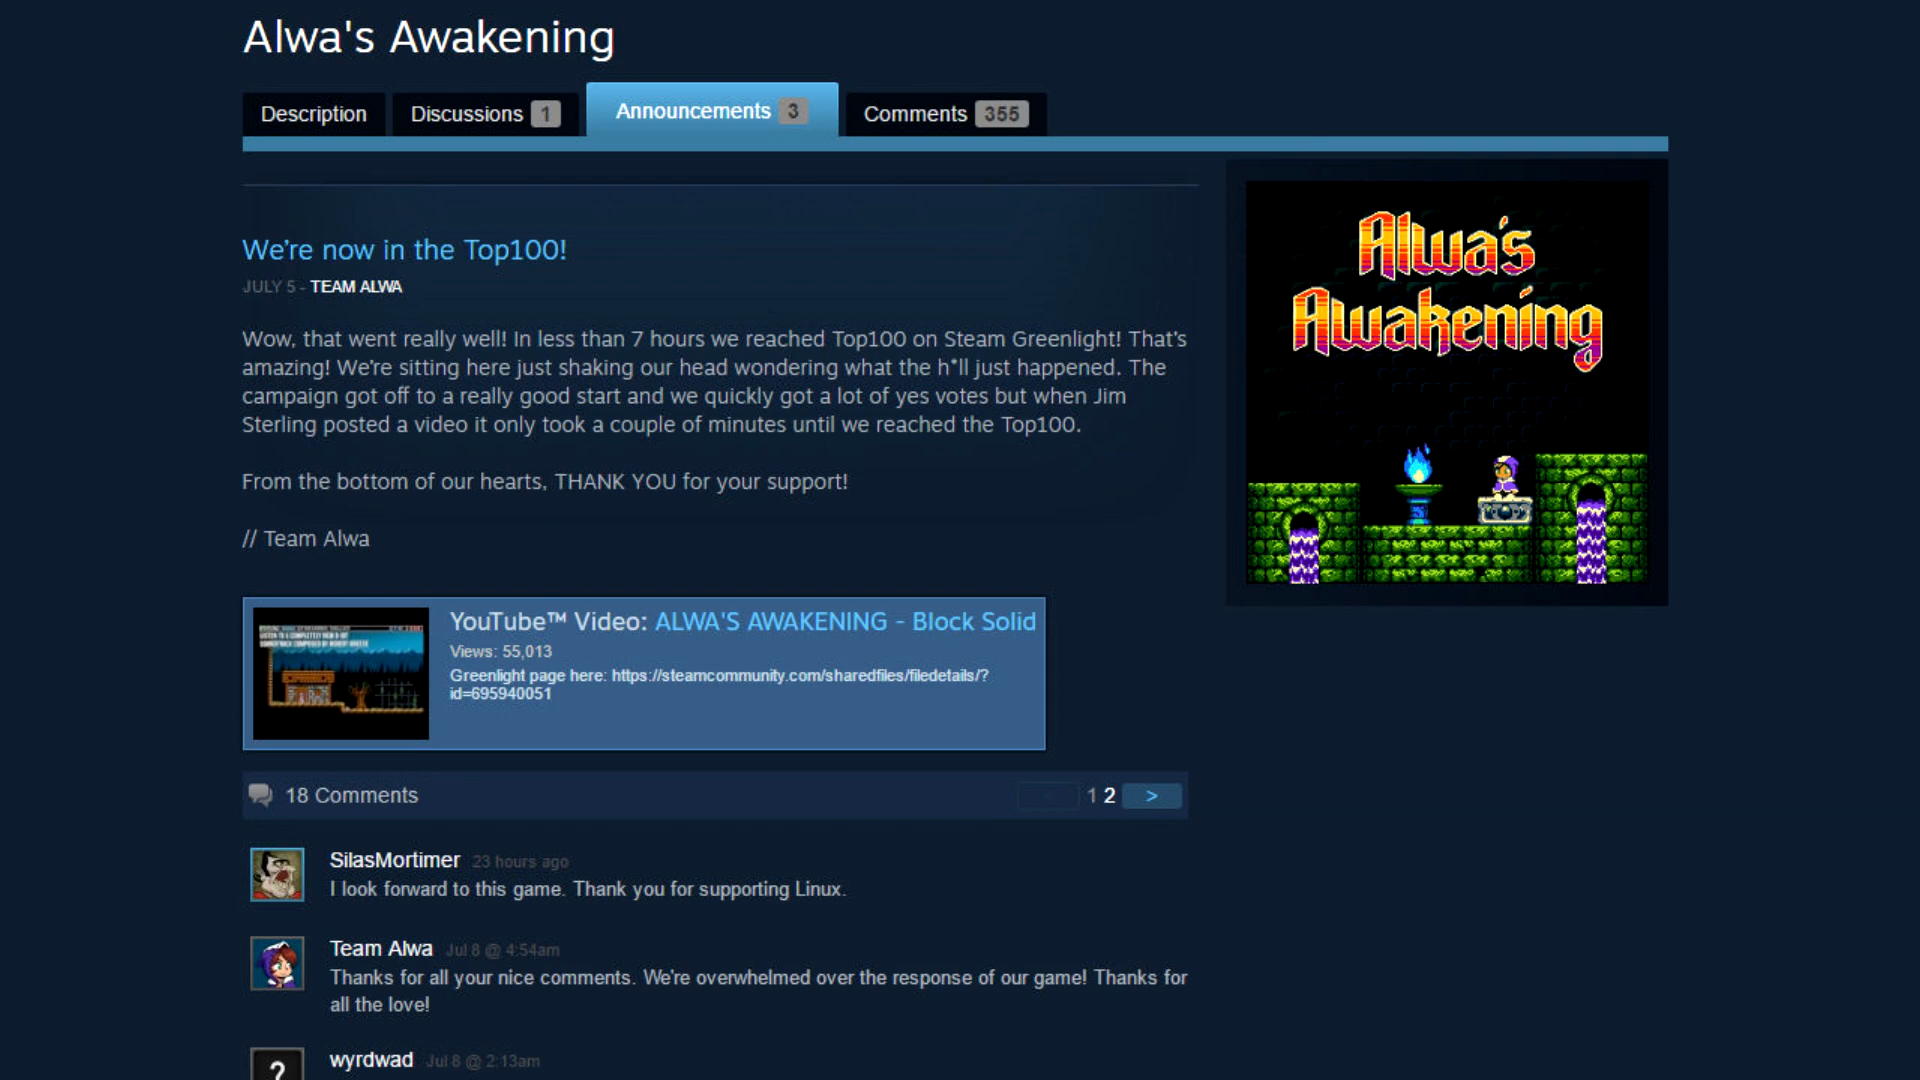 Alwa's Awakening
Description
Discussions 1
Announcements 3
Comments 355
We're now in the Top100!
JULY 5 - TEAM ALWA
Wow, that went really well! In less than 7 hours we reached Top100 on Steam Greenlight! That's
amazing! We're sitting here just shaking our head wondering what the h*ll just happened. The
campaign got off to a really good start and we quickly got a lot of yes votes but when Jim
Sterling posted a video it only took a couple of minutes until we reached the Top100.
From the bottom of our hearts, THANK YOU for your support!
// Team Alwa
Alwa's
Awakening
YouTube™ Video: ALWA'S AWAKENING - Block Solid
Views: 55,013
Greenlight page here: https://steamcommunity.com/sharedfiles/filedetails/?
id=695940051
18 Comments
1 2 >
SilasMortimer 23 hours ago
I look forward to this game. Thank you for supporting Linux.
Team Alwa Jul 8 @ 4:54am
Thanks for all your nice comments. We're overwhelmed over the response of our game! Thanks for
all the love!
?
wyrdwad Jul 8 @ 2:13am